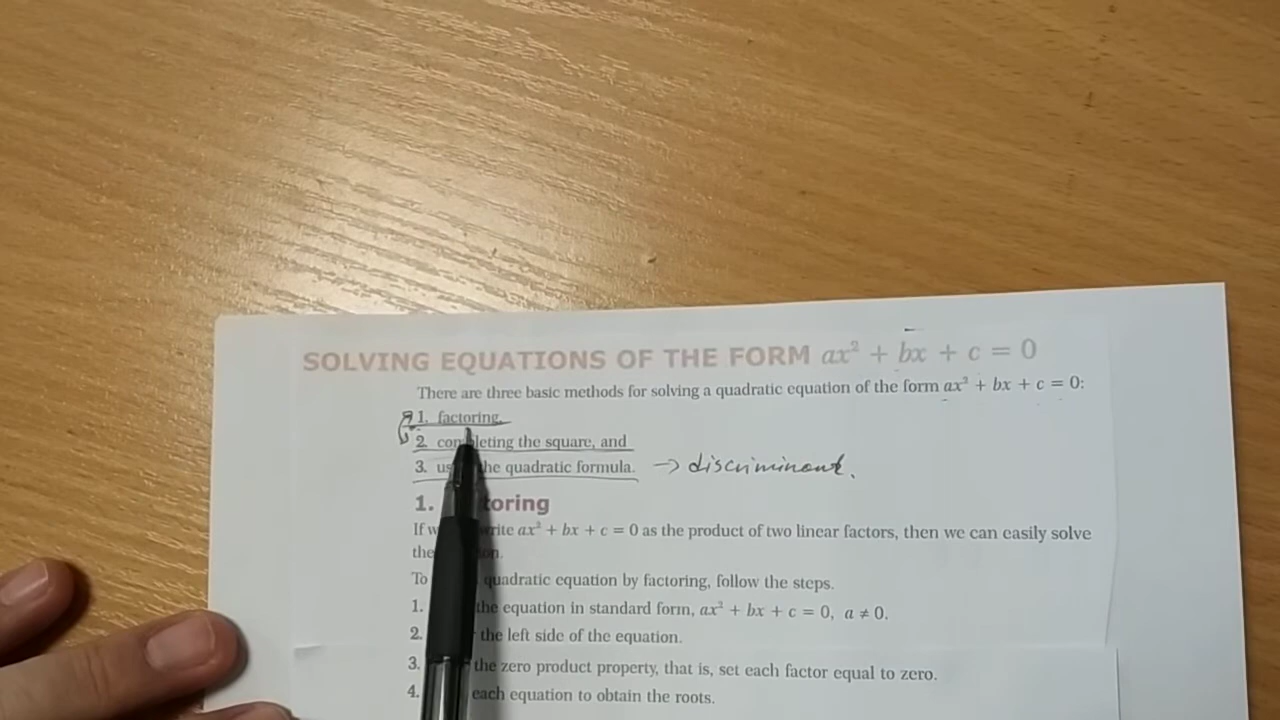 SOLVING EQUATIONS OF THE FORM ax² + bx + c = 0
There are three basic methods for solving a quadratic equation of the form ax² + bx + c = 0:
1. factoring,
2. completing the square, and
3. the quadratic formula. → discriminant.
1.
If ax² + bx + c = 0 as the product of two linear factors, then we can easily solve
the
To quadratic equation by factoring, follow the steps.
1. the equation in standard form, ax² + bx + c = 0, a ≠ 0.
2. the left side of the equation.
3. the zero product property, that is, set each factor equal to zero.
4. each equation to obtain the roots.